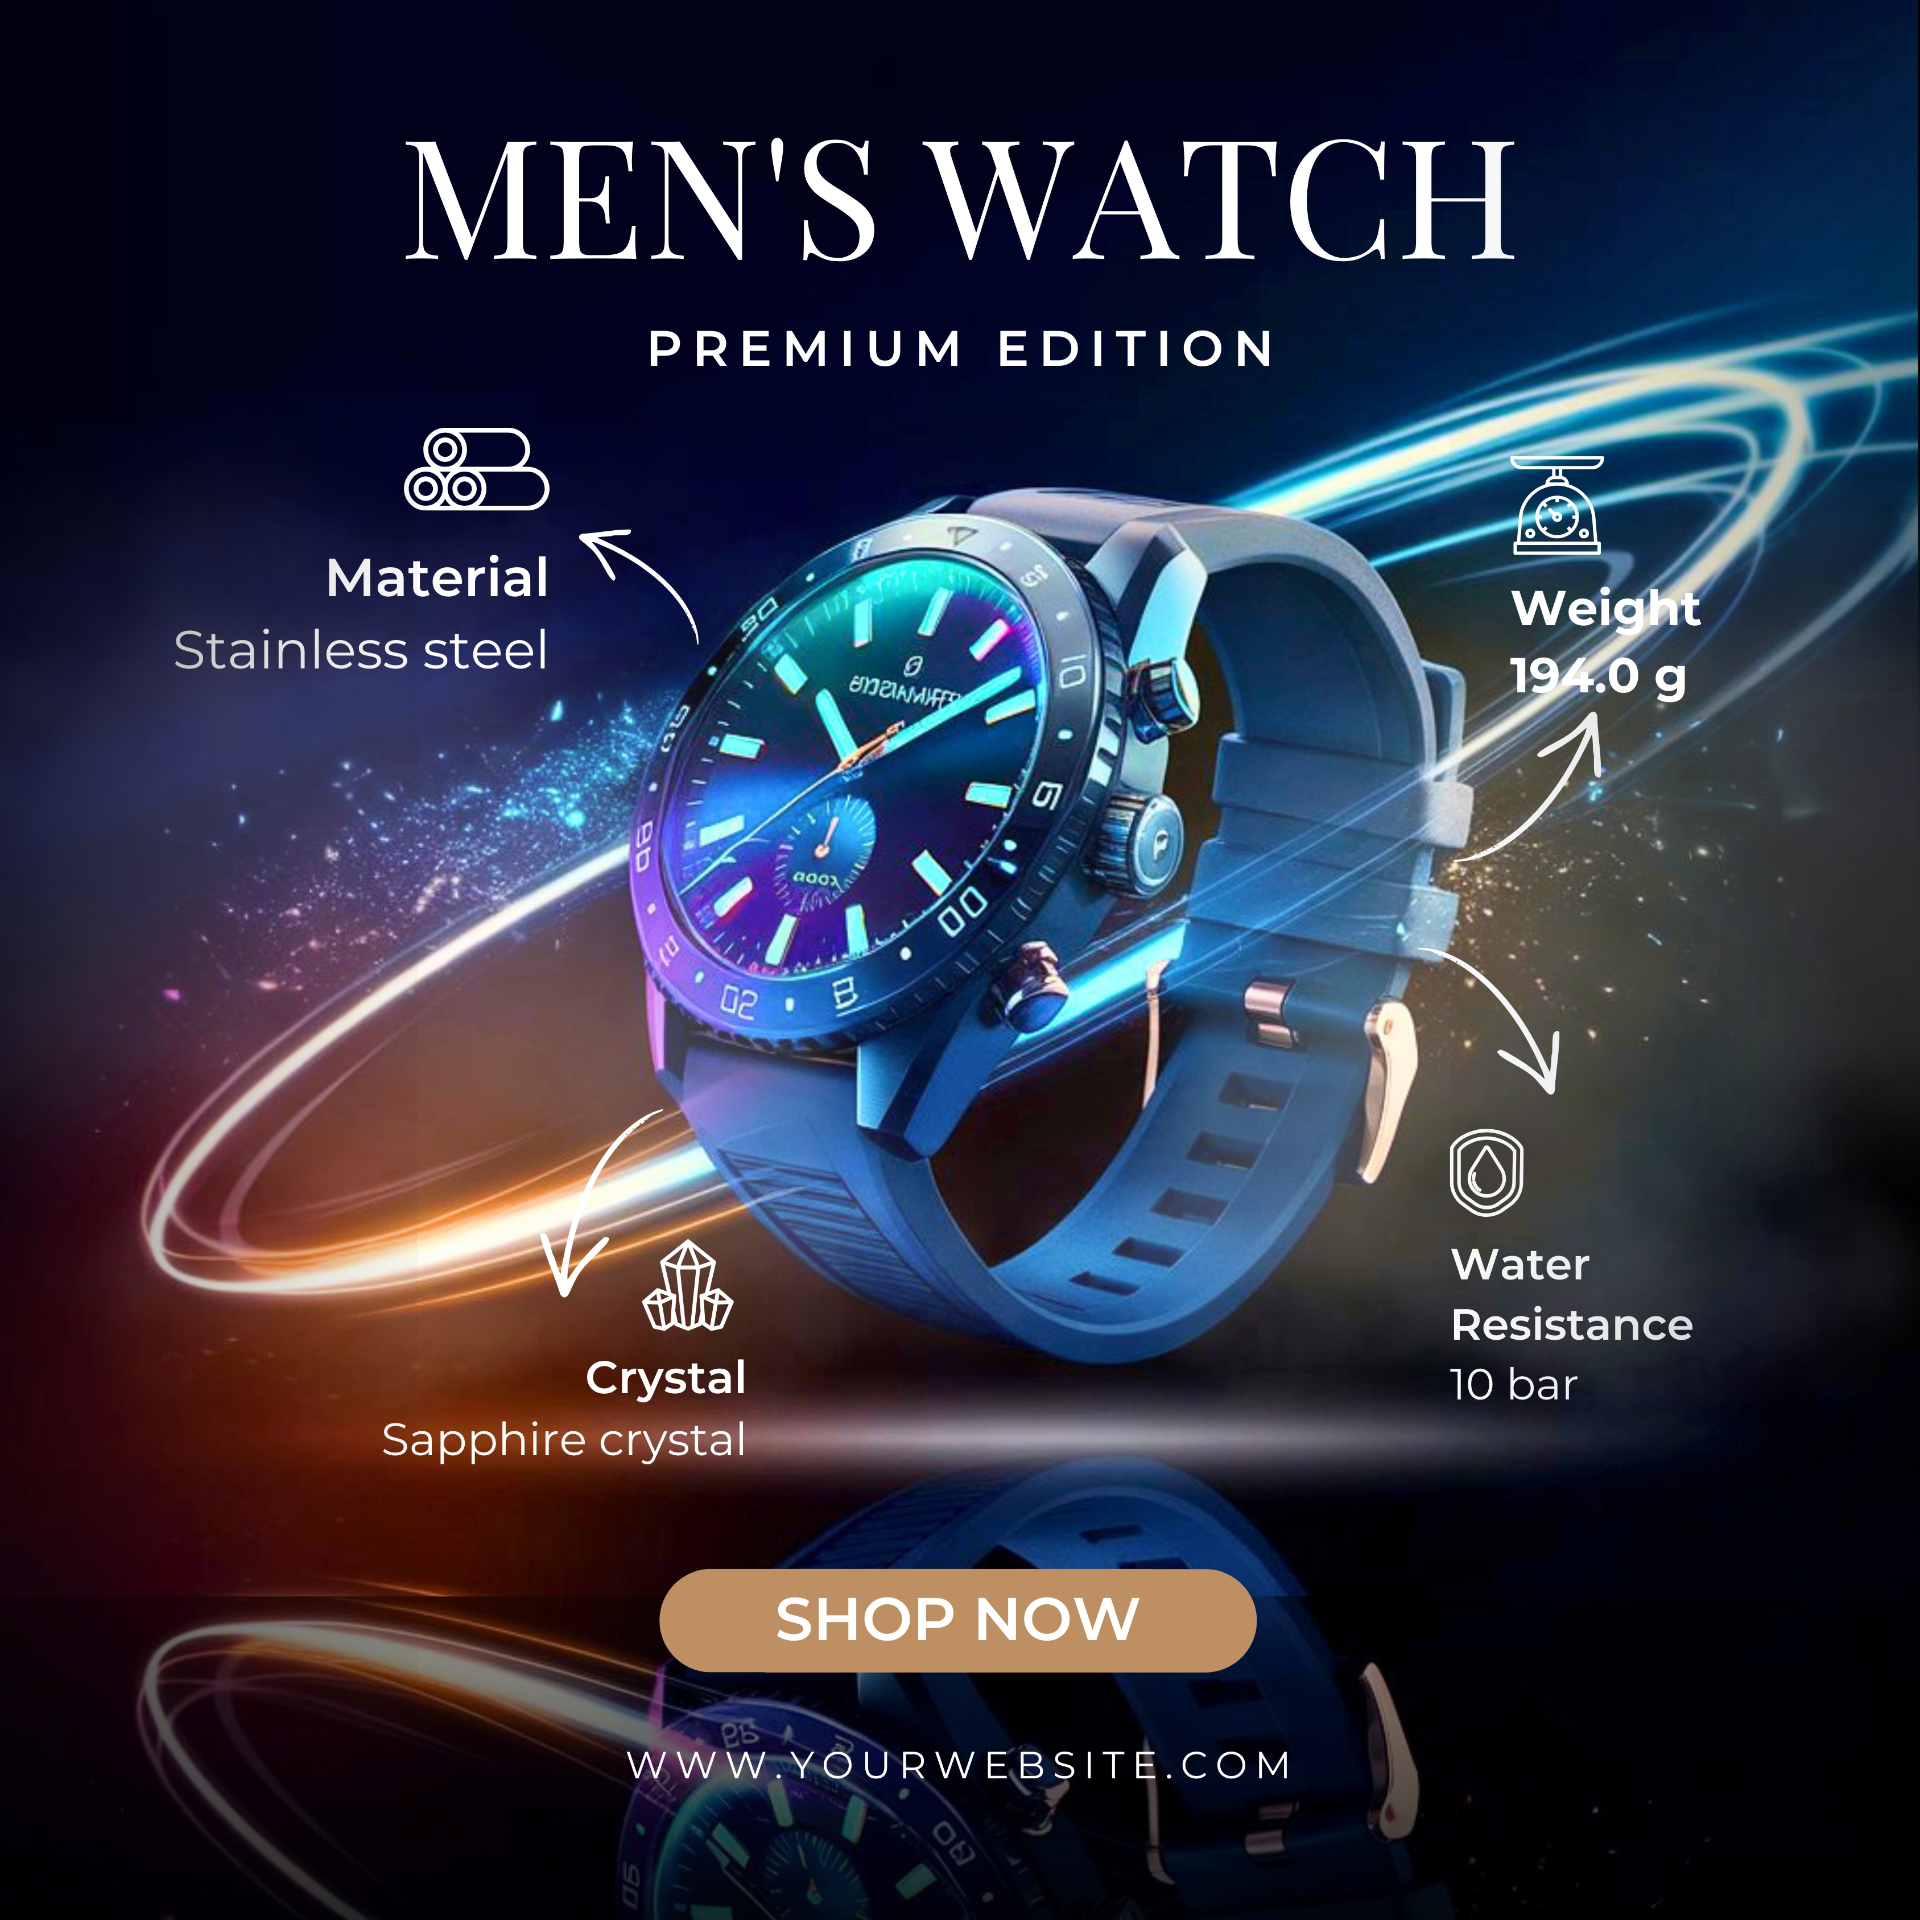 MEN'S WATCH
PREMIUM EDITION
Material
Stainless steel
Weight
194.0 g
Water
Resistance
10 bar
Crystal
Sapphire crystal
SHOP NOW
WWW.YOURWEBSITE.COM